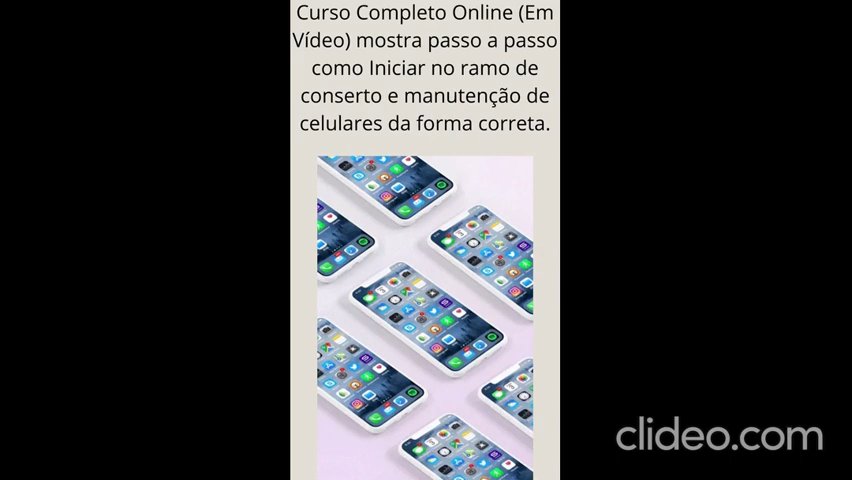 Curso Completo Online (Em
Vídeo) mostra passo a passo
como Iniciar no ramo de
conserto e manutenção de
celulares da forma correta.
clideo.com